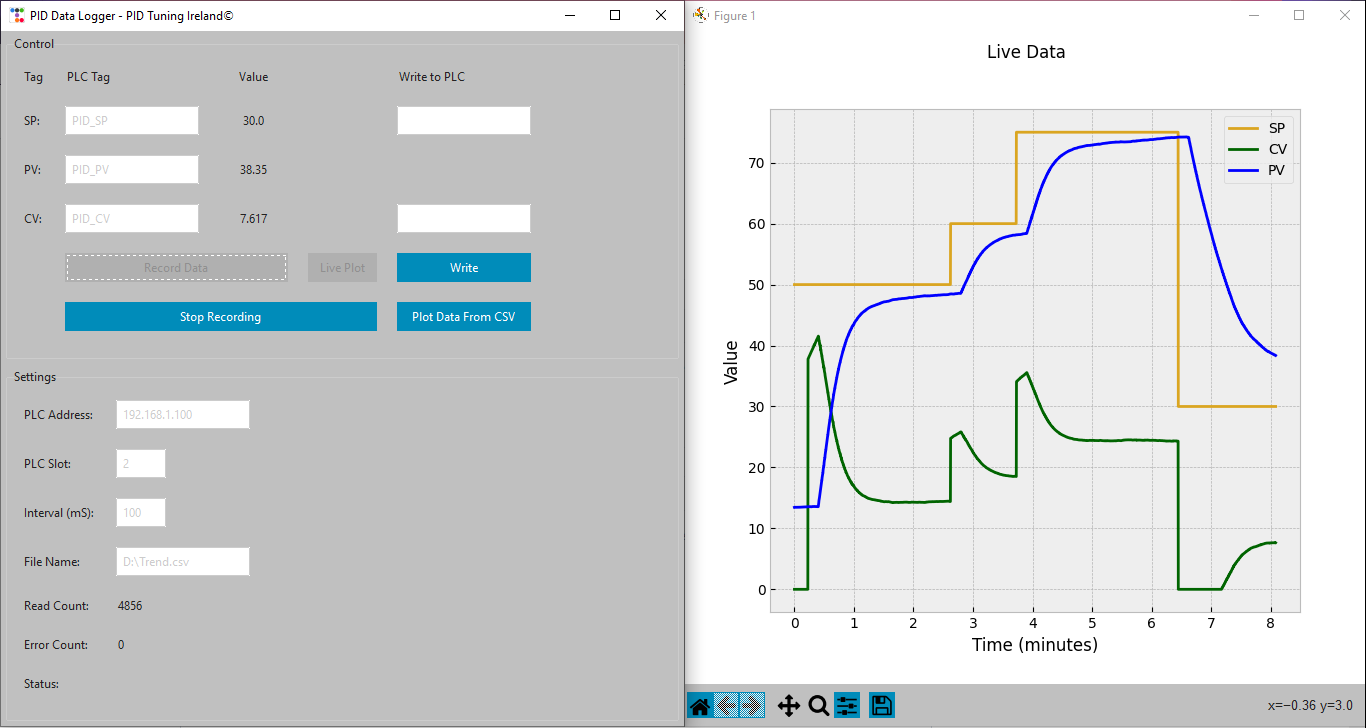 PID Data Logger - PID Tuning Ireland©
Control
Tag PLC Tag Value Write to PLC
SP: PID_SP 30.0
PV: PID_PV 38.35
CV: PID_CV 7.617
Record Data Live Plot Write
Stop Recording Plot Data From CSV
Settings
PLC Address: 192.168.1.100
PLC Slot: 2
Interval (mS): 100
File Name: D:\Trend.csv
Read Count: 4856
Error Count: 0
Status:
Figure 1
Live Data
SP
CV
PV
Value
70
60
50
40
30
20
10
0
0 1 2 3 4 5 6 7 8
Time (minutes)
x=−0.36 y=3.0